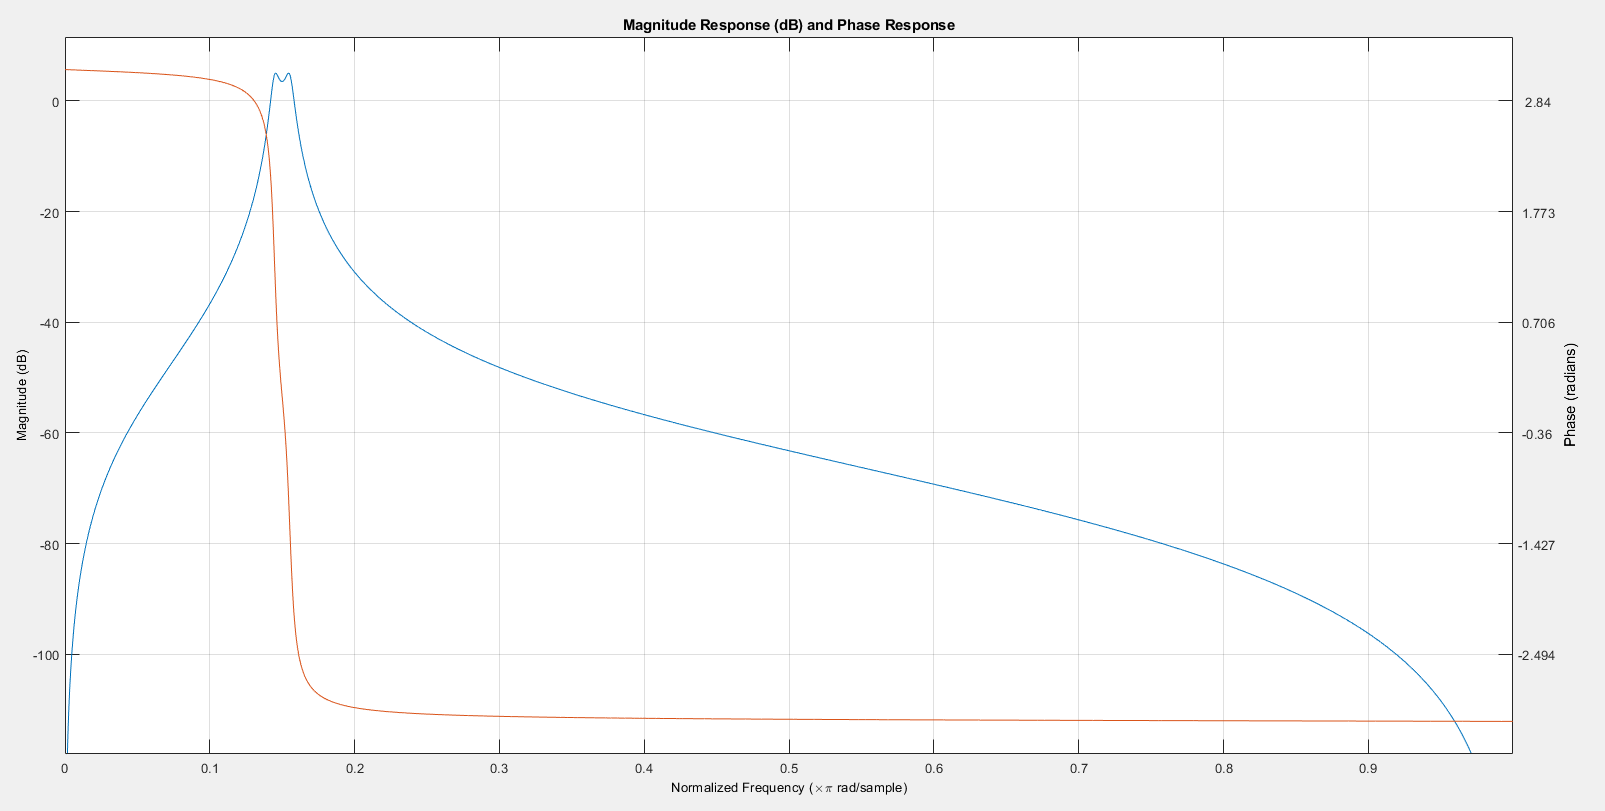 Magnitude Response (dB) and Phase Response
Magnitude (dB)
0
-20
-40
-60
-80
-100
2.84
1.773
0.706
-0.36
-1.427
-2.494
Phase (radians)
0 0.1 0.2 0.3 0.4 0.5 0.6 0.7 0.8 0.9
Normalized Frequency (×π rad/sample)